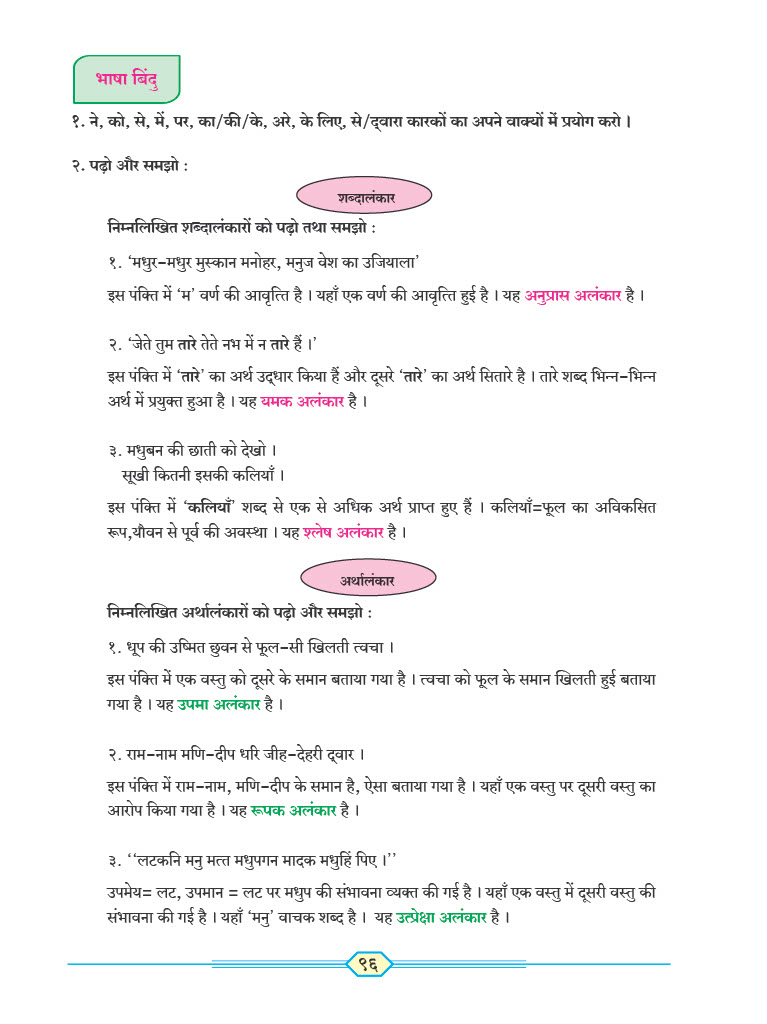 भाषा बिंदु
१. ने, को, से, में, पर, का/की/के, अरे, के लिए, से/द्‌वारा कारकों का अपने वाक्यों में प्रयोग करो ।
२. पढ़ो और समझो :
शब्दालंकार
निम्नलिखित शब्दालंकारों को पढ़ो तथा समझो :
१. ‘मधुर-मधुर मुस्कान मनोहर, मनुज वेश का उजियाला’
इस पंक्ति में ‘म’ वर्ण की आवृत्ति है । यहाँ एक वर्ण की आवृत्ति हुई है । यह अनुप्रास अलंकार है ।
२. ‘जेते तुम तारे तेते नभ में न तारे हैं ।’
इस पंक्ति में ‘तारे’ का अर्थ उद्‌धार किया हैं और दूसरे ‘तारे’ का अर्थ सितारे है । तारे शब्द भिन्न-भिन्न
अर्थ में प्रयुक्त हुआ है । यह यमक अलंकार है ।
३. मधुबन की छाती को देखो ।
सूखी कितनी इसकी कलियाँ ।
इस पंक्ति में ‘कलियाँ’ शब्द से एक से अधिक अर्थ प्राप्त हुए हैं । कलियाँ=फूल का अविकसित
रूप,यौवन से पूर्व की अवस्था । यह श्लेष अलंकार है ।
अर्थालंकार
निम्नलिखित अर्थालंकारों को पढ़ो और समझो :
१. धूप की उष्मित छुवन से फूल-सी खिलती त्वचा ।
इस पंक्ति में एक वस्तु को दूसरे के समान बताया गया है । त्वचा को फूल के समान खिलती हुई बताया
गया है । यह उपमा अलंकार है ।
२. राम-नाम मणि-दीप धरि जीह-देहरी द्‌वार ।
इस पंक्ति में राम-नाम, मणि-दीप के समान है, ऐसा बताया गया है । यहाँ एक वस्तु पर दूसरी वस्तु का
आरोप किया गया है । यह रूपक अलंकार है ।
३. ‘‘लटकनि मनु मत्त मधुपगन मादक मधुहिं पिए ।’’
उपमेय= लट, उपमान = लट पर मधुप की संभावना व्यक्त की गई है । यहाँ एक वस्तु में दूसरी वस्तु की
संभावना की गई है । यहाँ ‘मनु’ वाचक शब्द है । यह उत्प्रेक्षा अलंकार है ।
९६